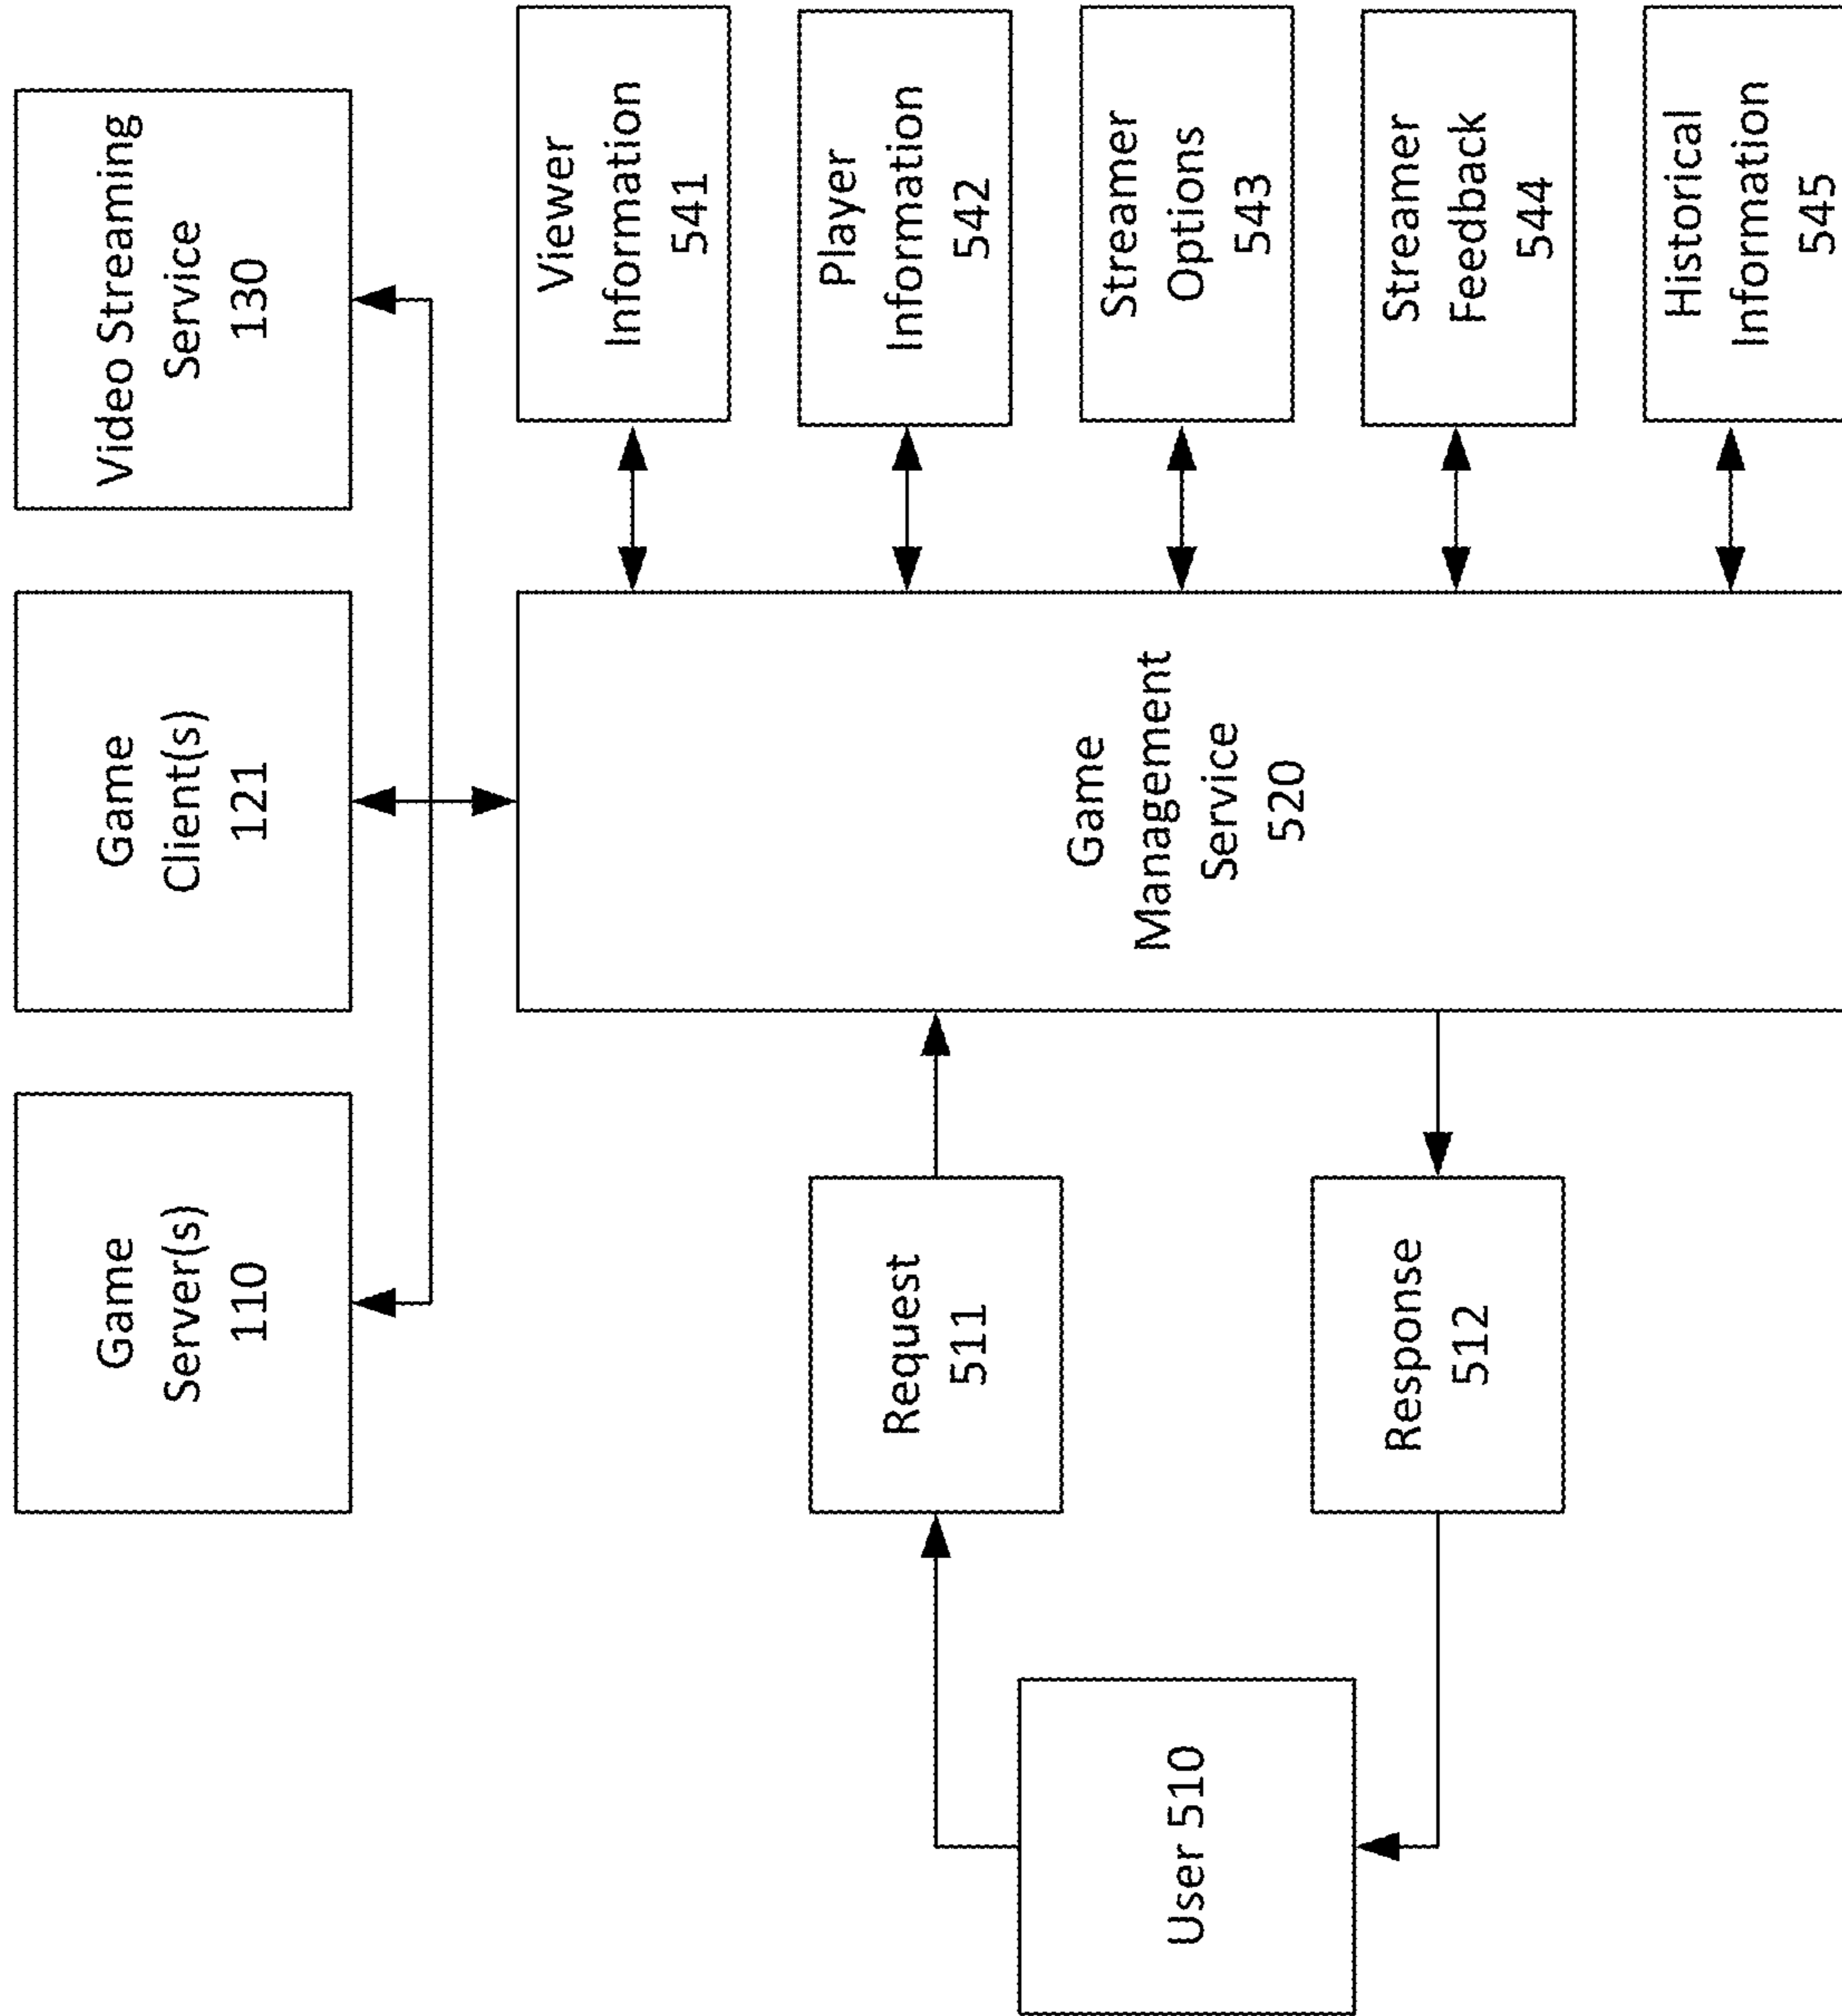 Game
Server(s)
110
Game
Client(s)
121
Video Streaming
Service
130
User 510
Request
511
Response
512
Game
Management
Service
520
Viewer
Information
541
Player
Information
542
Streamer
Options
543
Streamer
Feedback
544
Historical
Information
545